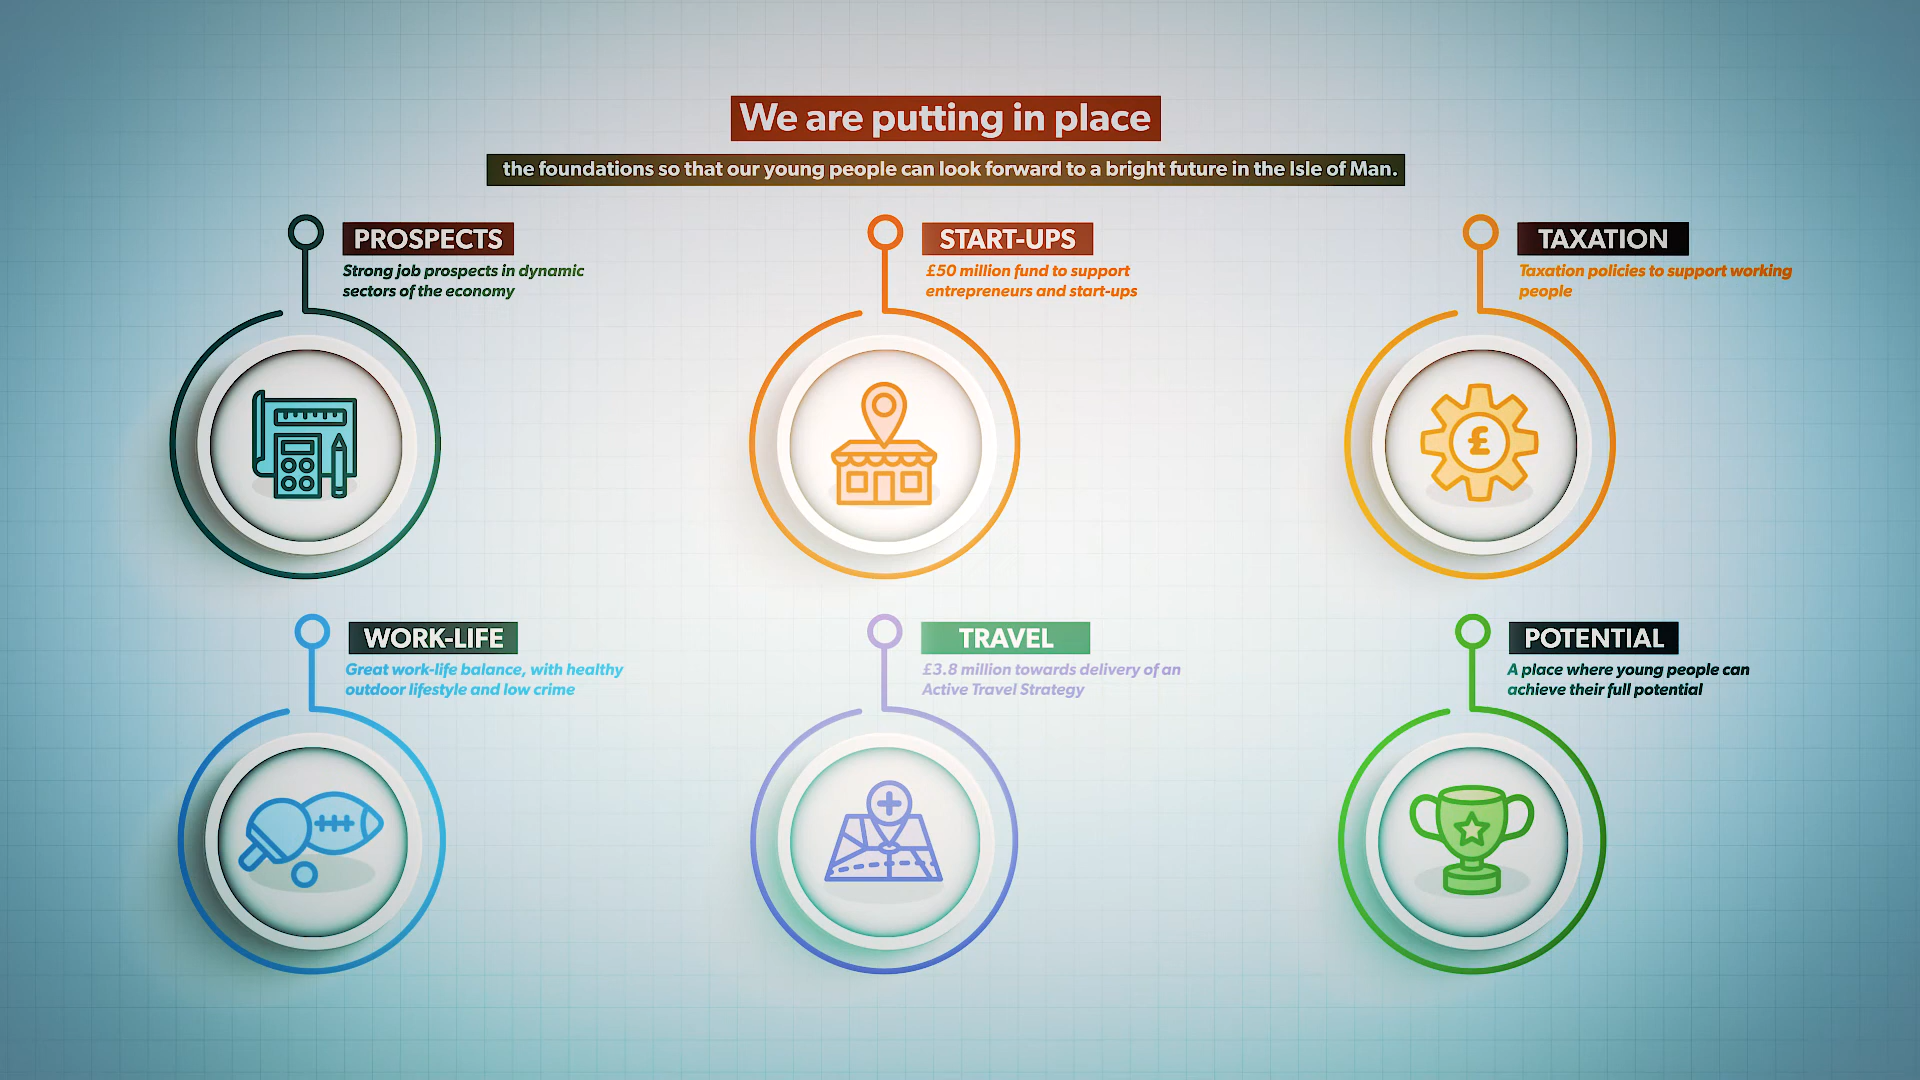 We are putting in place
the foundations so that our young people can look forward to a bright future in the Isle of Man.
PROSPECTS
Strong job prospects in dynamic
sectors of the economy
START-UPS
£50 million fund to support
entrepreneurs and start-ups
TAXATION
Taxation policies to support working
people
£
WORK-LIFE
Great work-life balance, with healthy
outdoor lifestyle and low crime
TRAVEL
£3.8 million towards delivery of an
Active Travel Strategy
POTENTIAL
A place where young people can
achieve their full potential